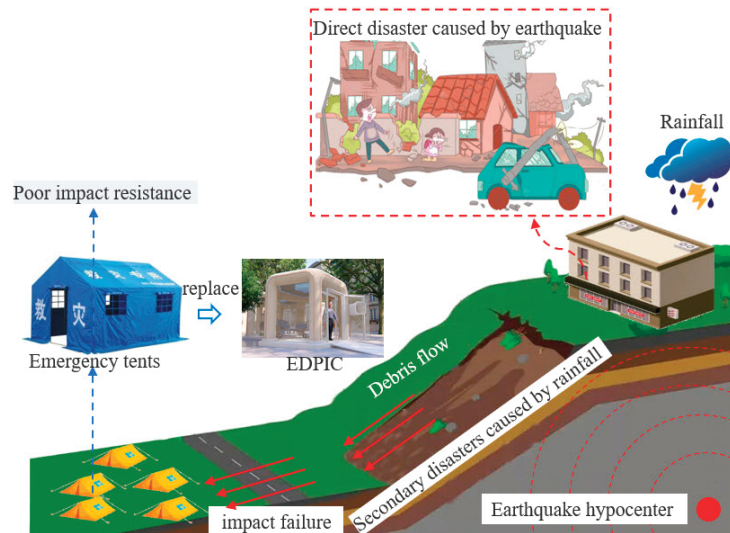 Direct disaster caused by earthquake
Rainfall
Poor impact resistance
救灾
replace
Emergency tents
EDPIC
Debris flow
Secondary disasters caused by rainfall
impact failure
Earthquake hypocenter